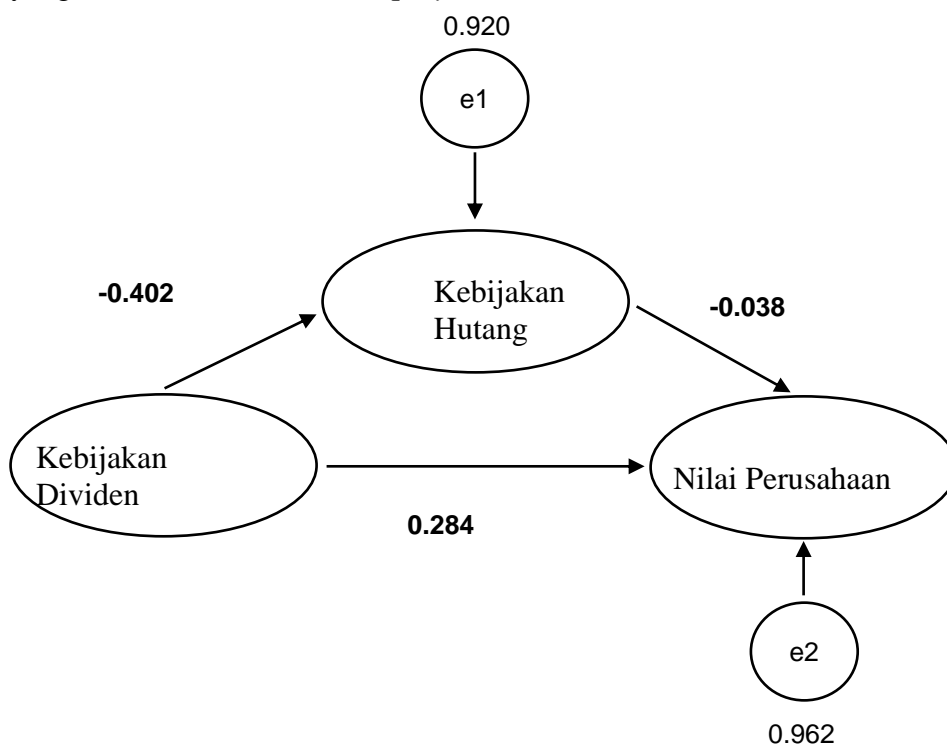 0.920
e1
-0.402
Kebijakan
Hutang
-0.038
Kebijakan
Dividen
Nilai Perusahaan
0.284
e2
0.962